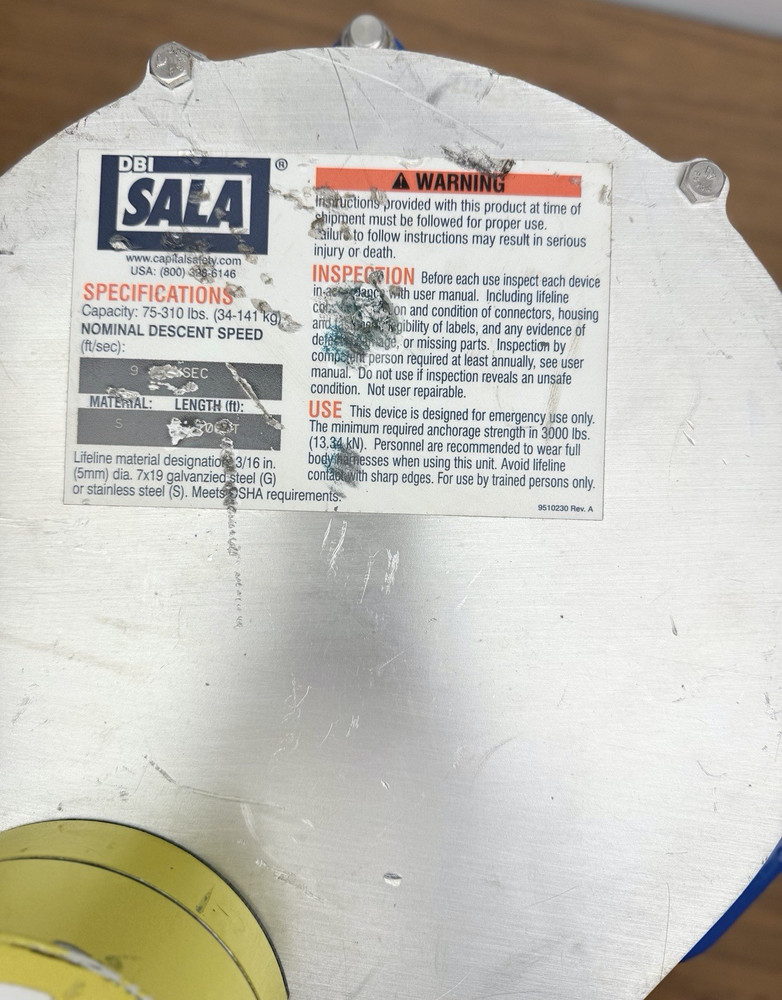 DBI
SALA®
www.capitalsafety.com
USA: (800) 328-6146
SPECIFICATIONS
Capacity: 75-310 lbs. (34-141 kg)
NOMINAL DESCENT SPEED
(ft/sec):
9 SEC
MATERIAL: LENGTH (ft):
S
Lifeline material designation: 3/16 in.
(5mm) dia. 7x19 galvanzied steel (G)
or stainless steel (S). Meets OSHA requirements.
⚠ WARNING
Instructions provided with this product at time of
shipment must be followed for proper use.
Failure to follow instructions may result in serious
injury or death.
INSPECTION Before each use inspect each device
in accordance with user manual. Including lifeline
on and condition of connectors, housing
and legibility of labels, and any evidence of
or missing parts. Inspection by
competent person required at least annually, see user
manual. Do not use if inspection reveals an unsafe
condition. Not user repairable.
USE This device is designed for emergency use only.
The minimum required anchorage strength in 3000 lbs.
(13.34 kN). Personnel are recommended to wear full
body harnesses when using this unit. Avoid lifeline
contact with sharp edges. For use by trained persons only.
9510230 Rev. A